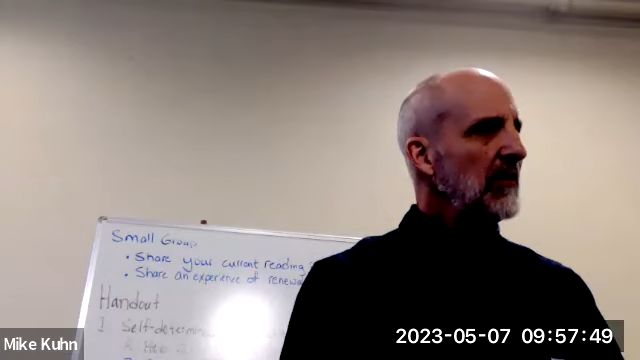 Small Group
• Share your current reading
• Share an experience of renewal
Handout
I Self-determin
Mike Kuhn
2023-05-07 09:57:49